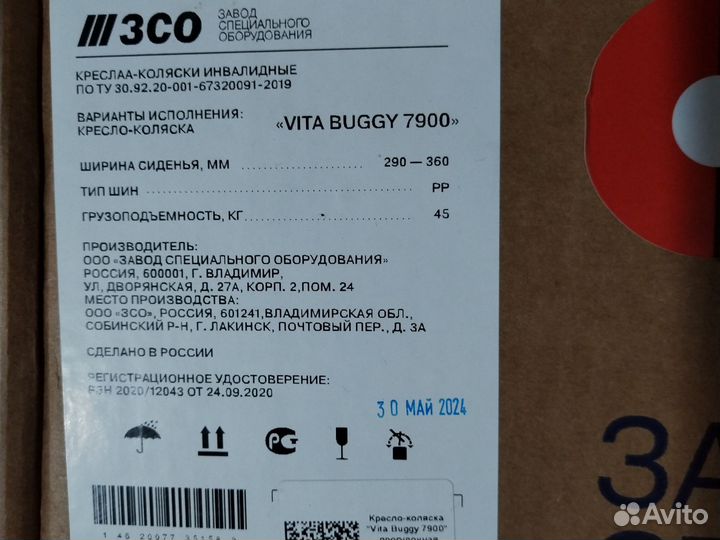 ЗСО
ЗАВОД
СПЕЦИАЛЬНОГО
ОБОРУДОВАНИЯ
КРЕСЛАА-КОЛЯСКИ ИНВАЛИДНЫЕ
ПО ТУ 30.92.20-001-67320091-2019
ВАРИАНТЫ ИСПОЛНЕНИЯ:
КРЕСЛО-КОЛЯСКА «VITA BUGGY 7900»
ШИРИНА СИДЕНЬЯ, ММ 290 — 360
ТИП ШИН PP
ГРУЗОПОДЪЕМНОСТЬ, КГ 45
ПРОИЗВОДИТЕЛЬ:
ООО «ЗАВОД СПЕЦИАЛЬНОГО ОБОРУДОВАНИЯ»
РОССИЯ, 600001, Г. ВЛАДИМИР,
УЛ, ДВОРЯНСКАЯ, Д. 27А, КОРП. 2,ПОМ. 24
МЕСТО ПРОИЗВОДСТВА:
ООО «ЗСО», РОССИЯ, 601241,ВЛАДИМИРСКАЯ ОБЛ.,
СОБИНСКИЙ Р-Н, Г. ЛАКИНСК, ПОЧТОВЫЙ ПЕР., Д. 3А
СДЕЛАНО В РОССИИ
РЕГИСТРАЦИОННОЕ УДОСТОВЕРЕНИЕ:
РЗН 2020/12043 ОТ 24.09.2020
30 МАЙ 2024
Кресло-коляска
"Vita Buggy 7900"
ЗА
Avito